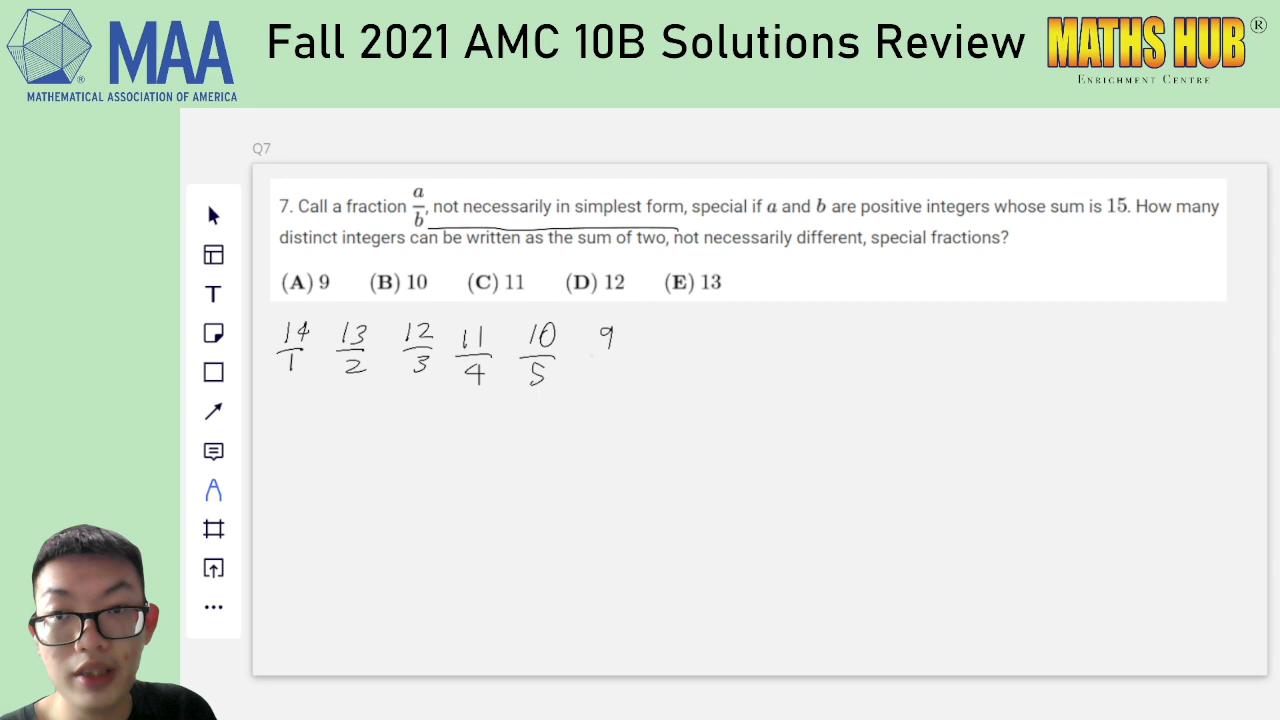 MAA
MATHEMATICAL ASSOCIATION OF AMERICA
Fall 2021 AMC 10B Solutions Review
MATHS HUB®
ENRICHMENT CENTRE
Q7
7. Call a fraction a/b, not necessarily in simplest form, special if a and b are positive integers whose sum is 15. How many
distinct integers can be written as the sum of two, not necessarily different, special fractions?
(A) 9 (B) 10 (C) 11 (D) 12 (E) 13
14/1 13/2 12/3 11/4 10/5 9
T